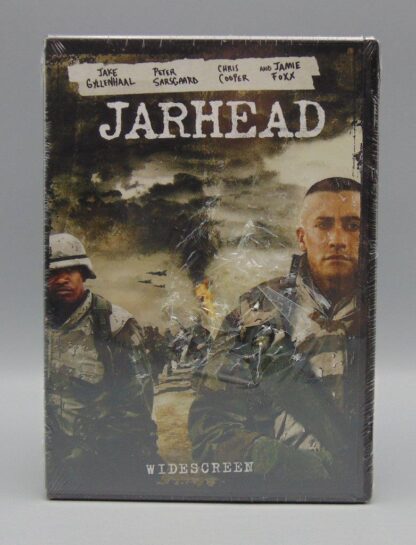 JAKE GYLLENHAAL PETER SARSGAARD CHRIS COOPER AND JAMIE FOXX
JARHEAD
WIDESCREEN